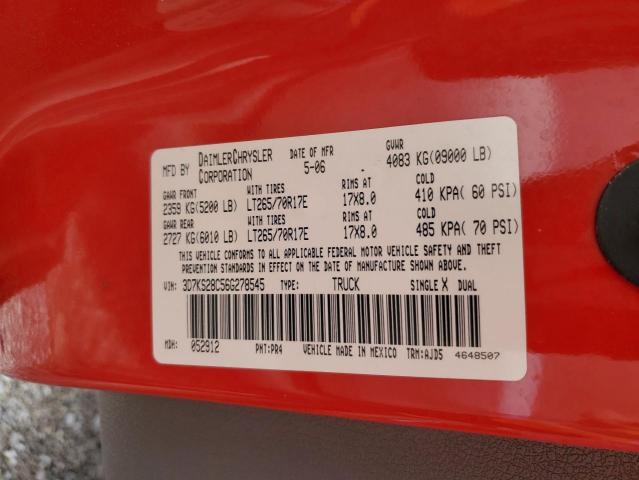 MFD BY DAIMLERCHRYSLER CORPORATION DATE OF MFR 5-06 GVWR 4083 KG(09000 LB)
GAWR FRONT WITH TIRES RIMS AT COLD
2359 KG(5200 LB) LT265/70R17E 17X8.0 410 KPA( 60 PSI)
GAWR REAR WITH TIRES RIMS AT COLD
2727 KG(6010 LB) LT265/70R17E 17X8.0 485 KPA( 70 PSI)
THIS VEHICLE CONFORMS TO ALL APPLICABLE FEDERAL MOTOR VEHICLE SAFETY AND THEFT
PREVENTION STANDARDS IN EFFECT ON THE DATE OF MANUFACTURE SHOWN ABOVE.
VIN: 3D7KS28C56G278545 TYPE: TRUCK SINGLE X DUAL
MDH: 052912 PNT:PR4 VEHICLE MADE IN MEXICO TRM:AJD5 4648507